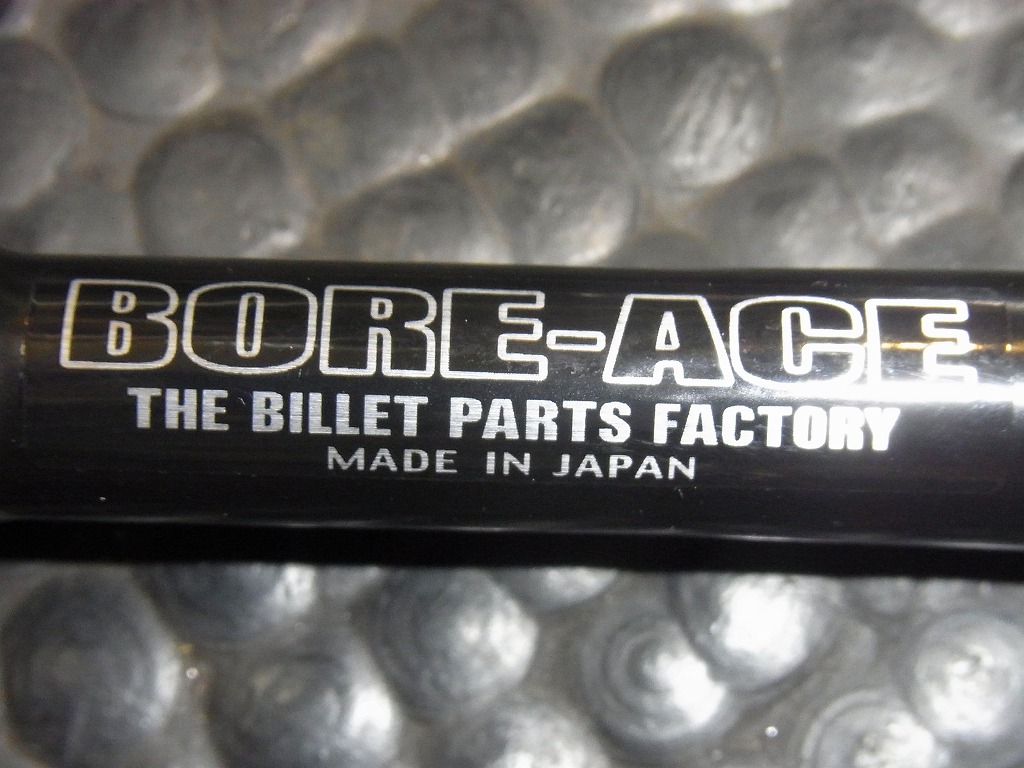 BORE-ACE
THE BILLET PARTS FACTORY
MADE IN JAPAN